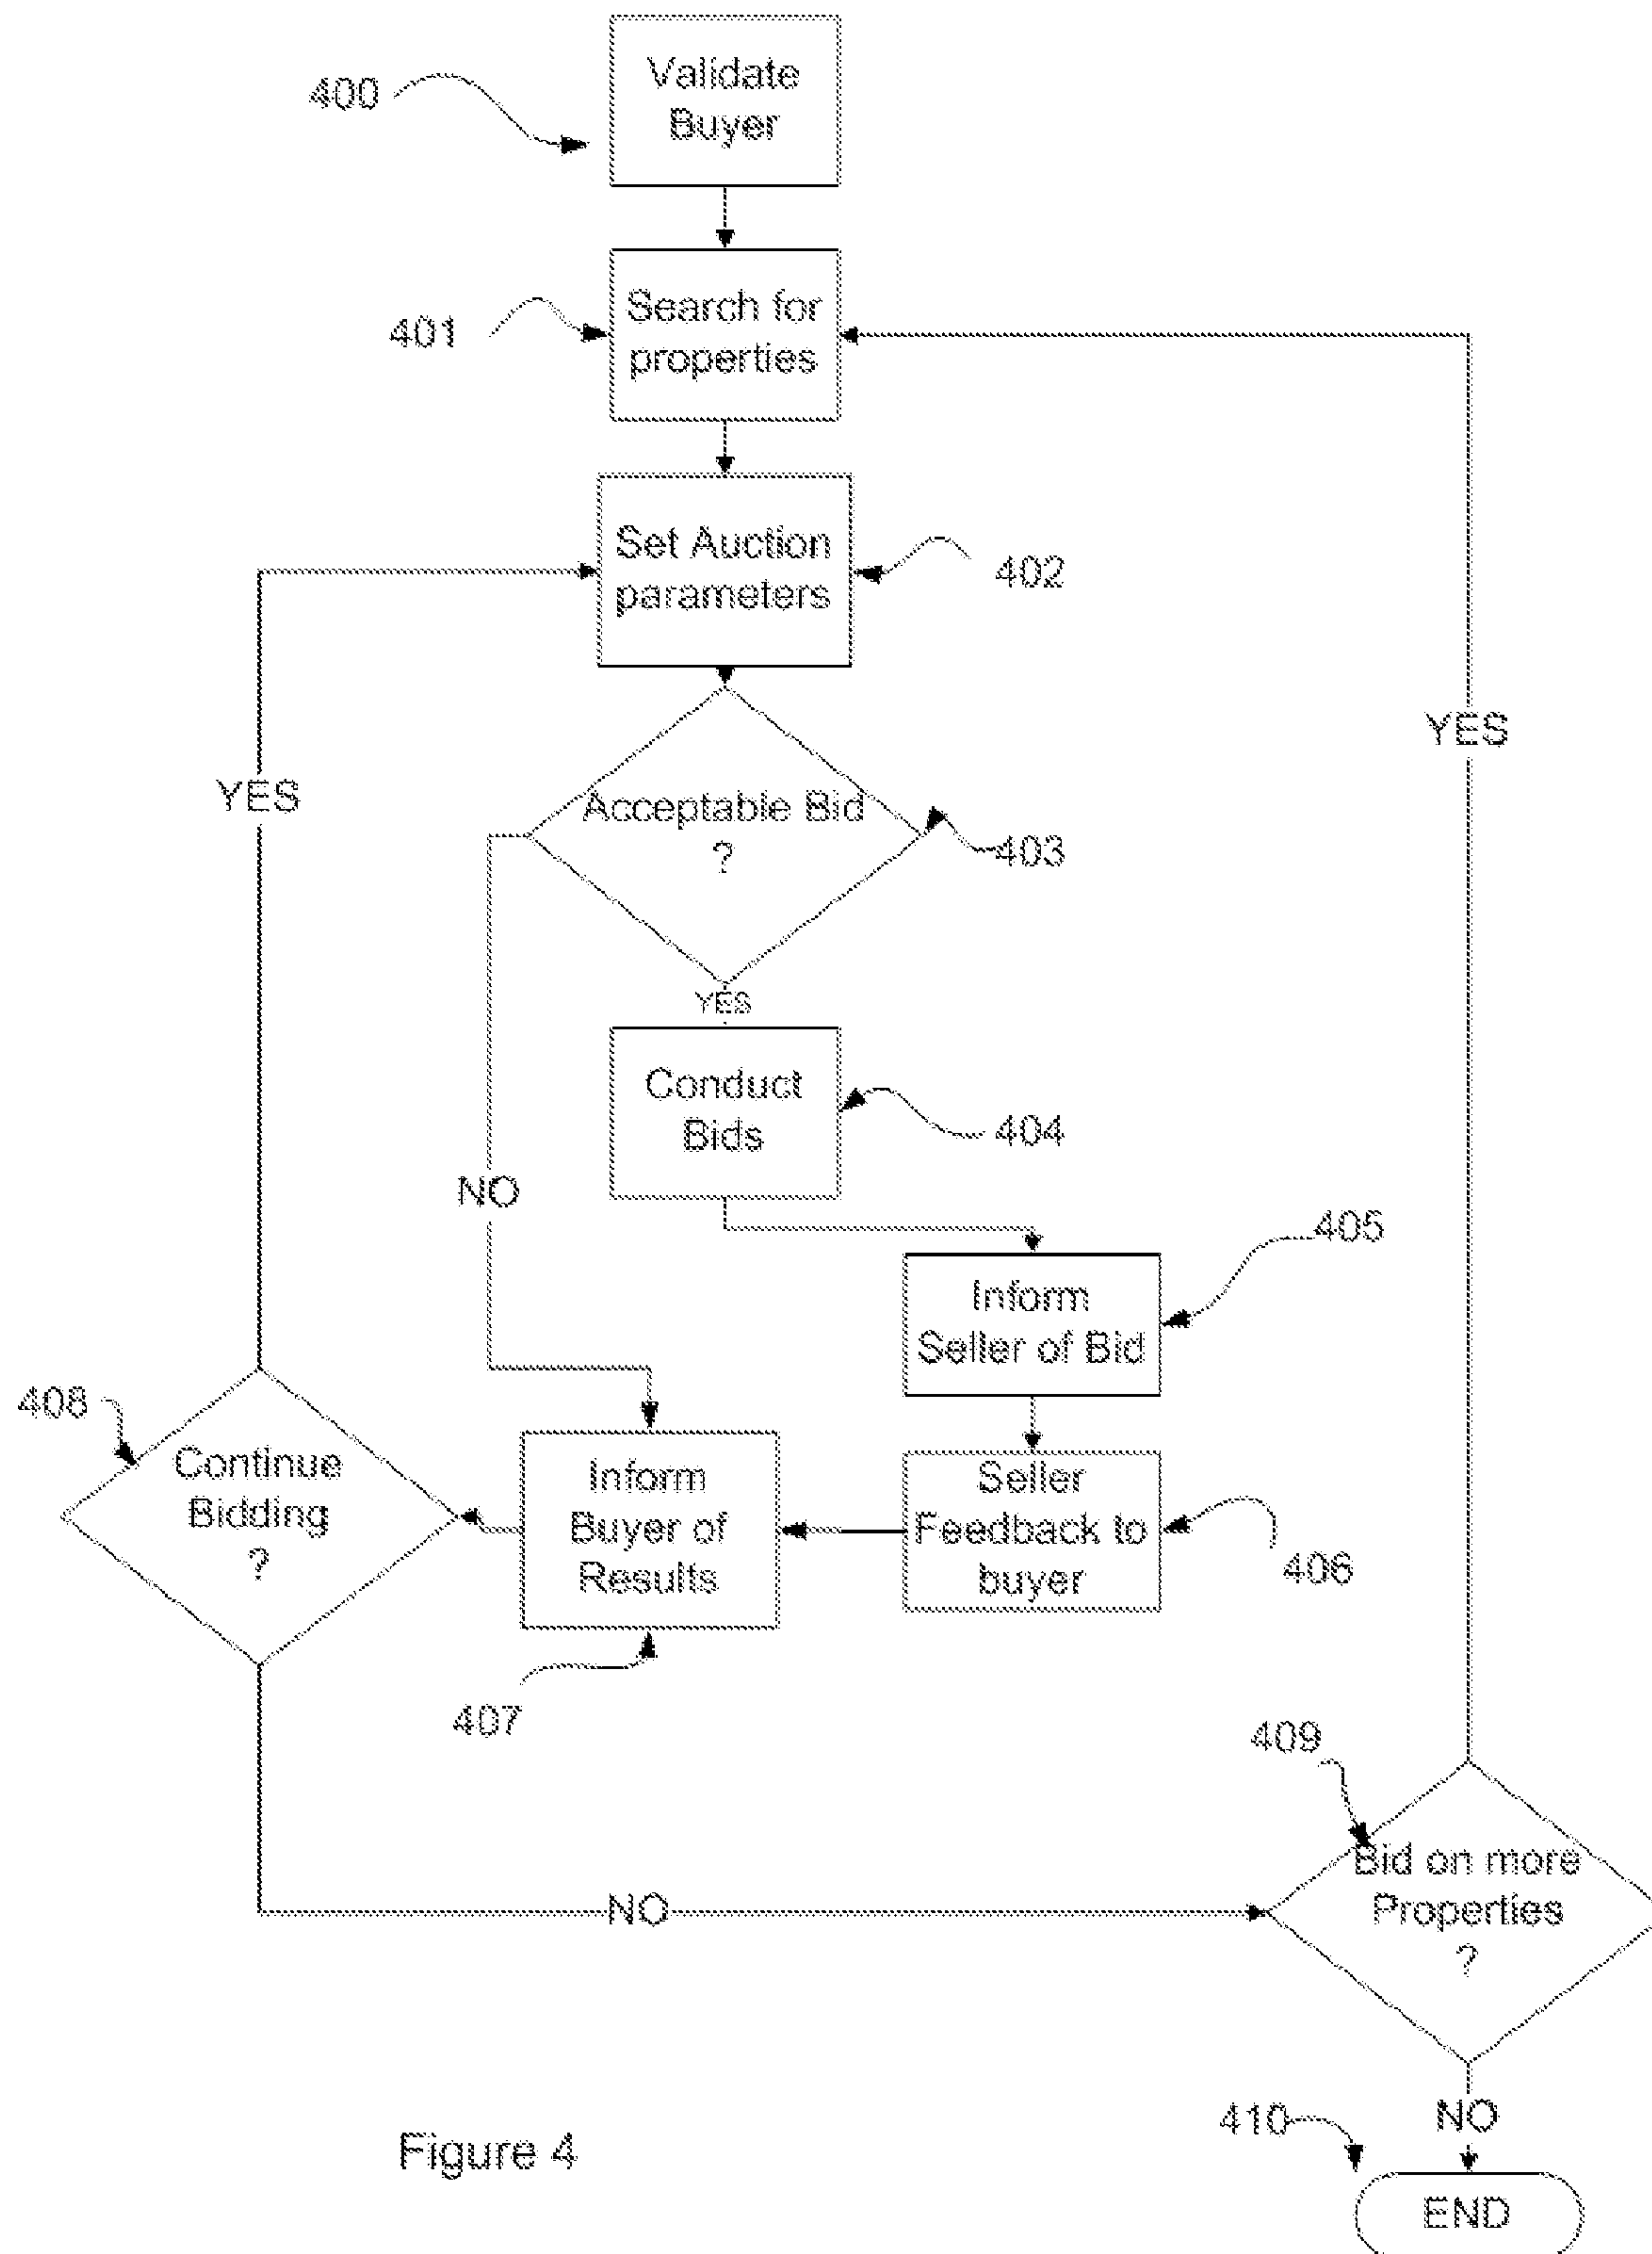 Validate
Buyer
400
Search for
properties
401
Set Auction
parameters
402
YES
YES
Acceptable Bid
?
403
YES
Conduct
Bids
404
NO
405
Inform
Seller of Bid
408
Continue
Bidding
?
Inform
Buyer of
Results
Seller
Feedback to
buyer
406
407
409
Bid on more
Properties
?
NO
410
NO
Figure 4
END